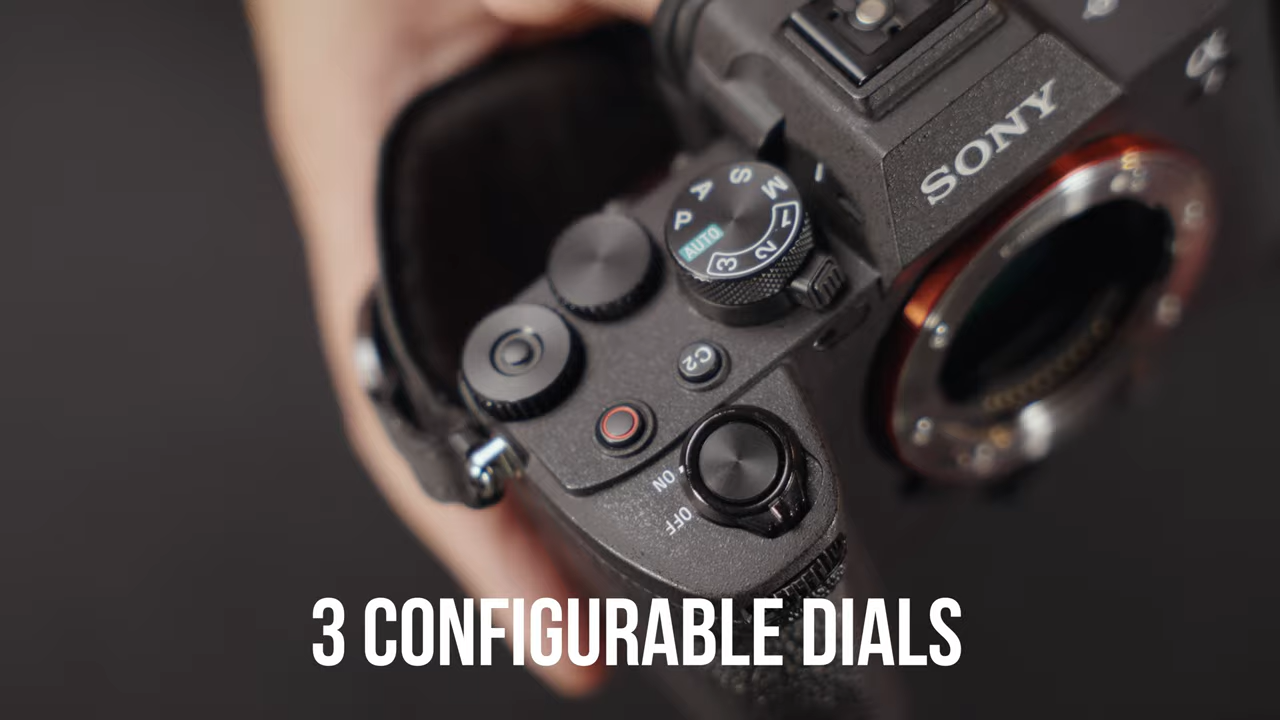 SONY
α
P A S M
AUTO 3 2 1
C2
ON
OFF
3 CONFIGURABLE DIALS